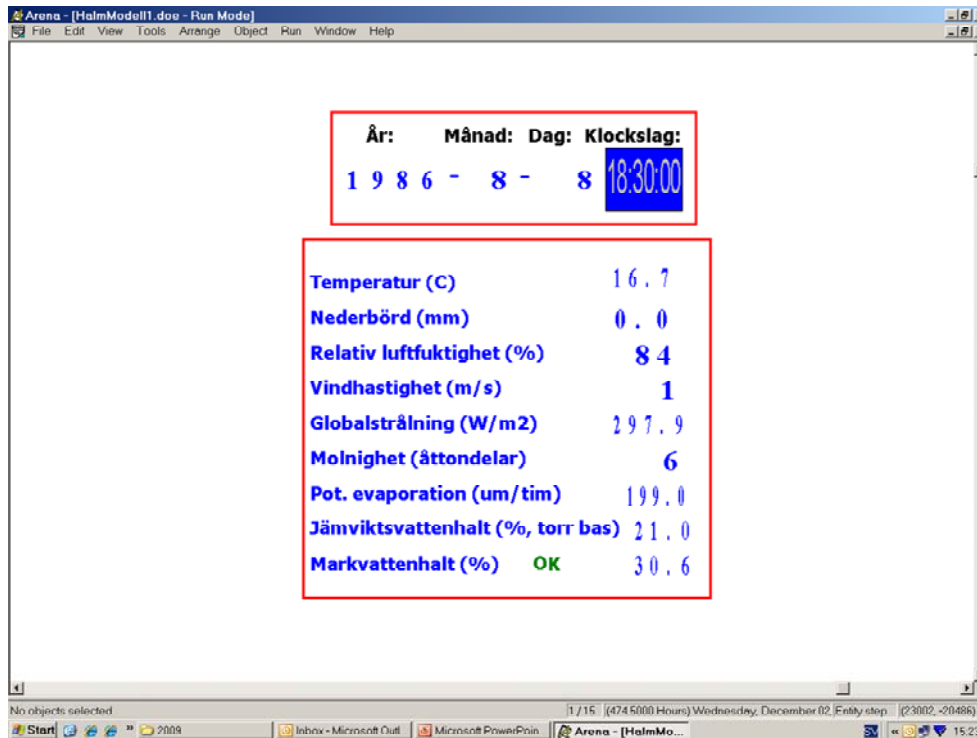 Arena - [HalmModell1.doe - Run Mode]
File Edit View Tools Arrange Object Run Window Help
År: Månad: Dag: Klockslag:
1986 - 8 - 8 18:30:00
Temperatur (C) 16.7
Nederbörd (mm) 0.0
Relativ luftfuktighet (%) 84
Vindhastighet (m/s) 1
Globalstrålning (W/m2) 297.9
Molnighet (åttondelar) 6
Pot. evaporation (um/tim) 199.0
Jämviktsvattenhalt (%, torr bas) 21.0
Markvattenhalt (%) OK 30.6
No objects selected 1/15 (474.5000 Hours) Wednesday, December 02 Entity step (23002, -20486)
Start » 2009 Inbox - Microsoft Outl Microsoft PowerPoin Arena - [HalmMo... SV «